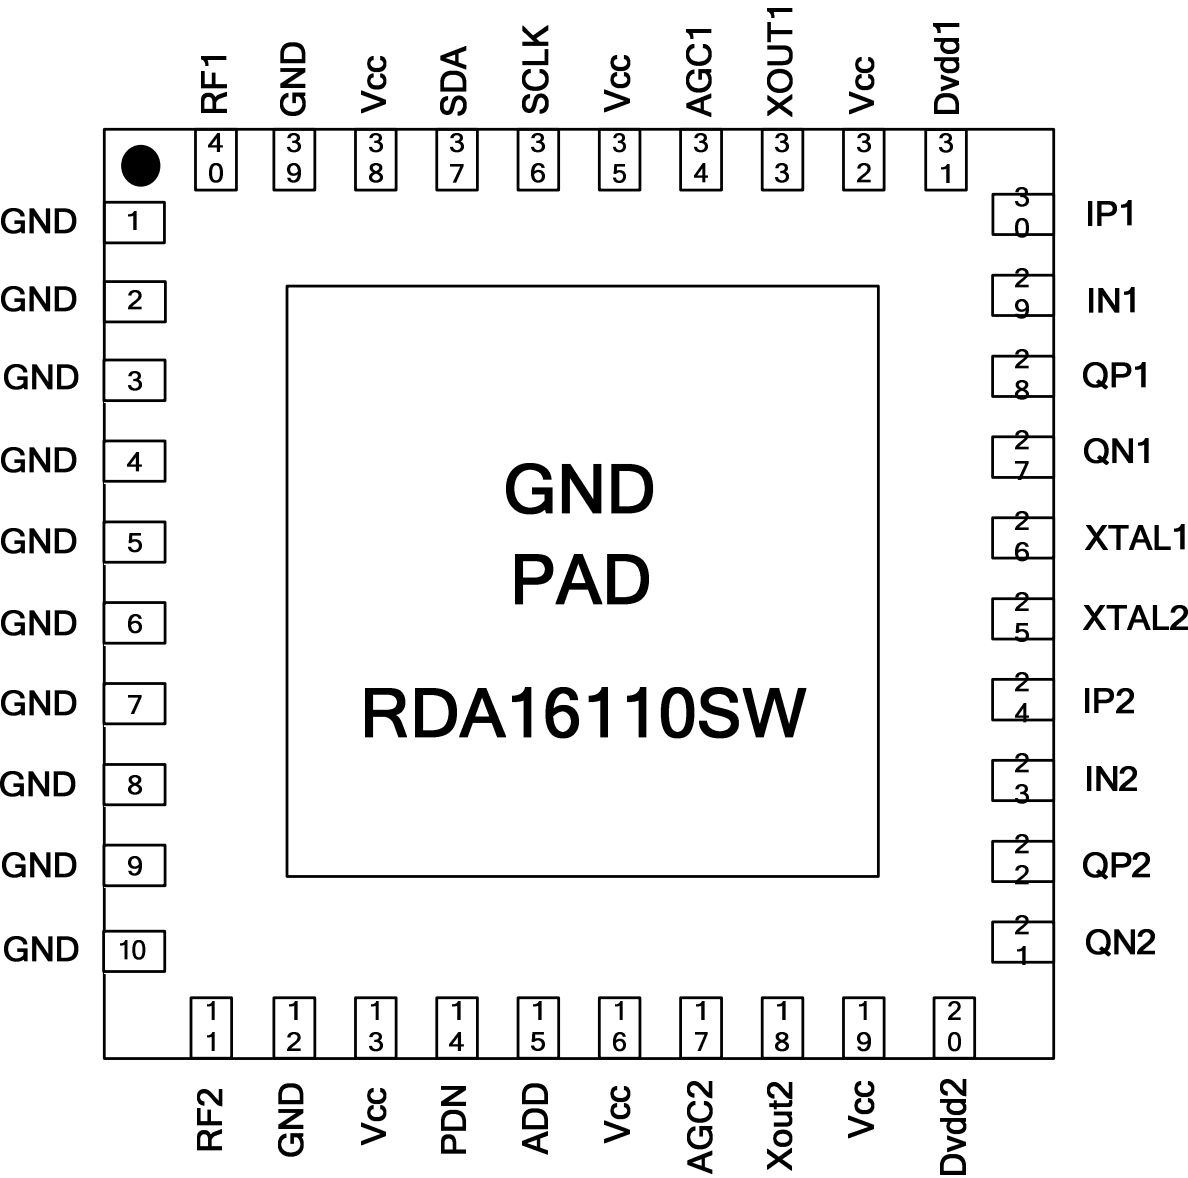 RF1 GND Vcc SDA SCLK Vcc AGC1 XOUT1 Vcc Dvdd1
40 39 38 37 36 35 34 33 32 31
GND 1
GND 2
GND 3
GND 4
GND 5
GND 6
GND 7
GND 8
GND 9
GND 10
GND
PAD
RDA16110SW
30 IP1
29 IN1
28 QP1
27 QN1
26 XTAL1
25 XTAL2
24 IP2
23 IN2
22 QP2
21 QN2
11 12 13 14 15 16 17 18 19 20
RF2 GND Vcc PDN ADD Vcc AGC2 Xout2 Vcc Dvdd2